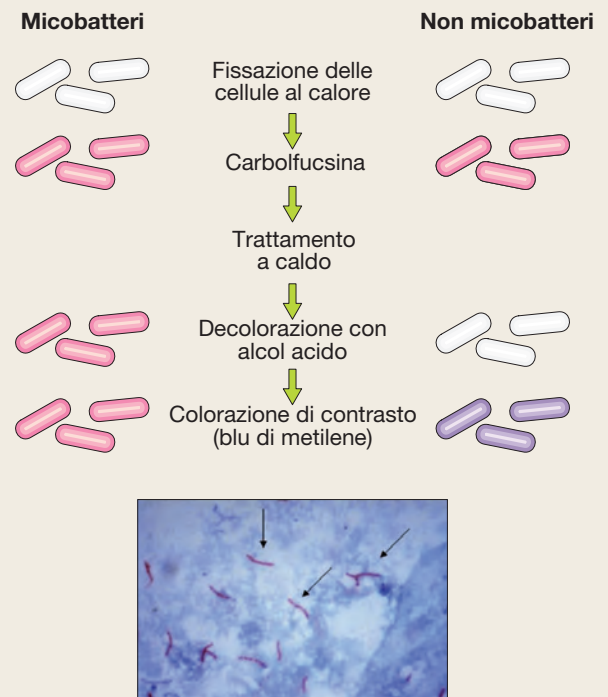 Micobatteri
Non micobatteri
Fissazione delle
cellule al calore
Carbolfucsina
Trattamento
a caldo
Decolorazione con
alcol acido
Colorazione di contrasto
(blu di metilene)